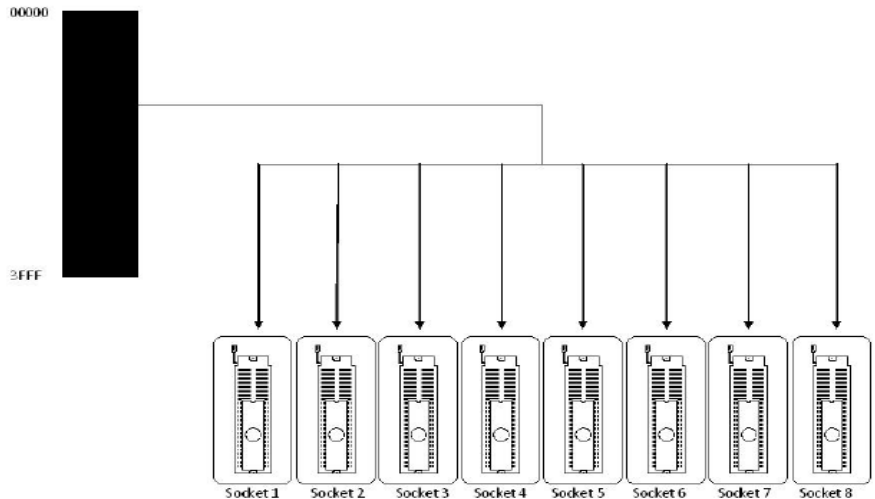 00000
3FFF
Socket 1
Socket 2
Socket 3
Socket 4
Socket 5
Socket 6
Socket 7
Socket 8